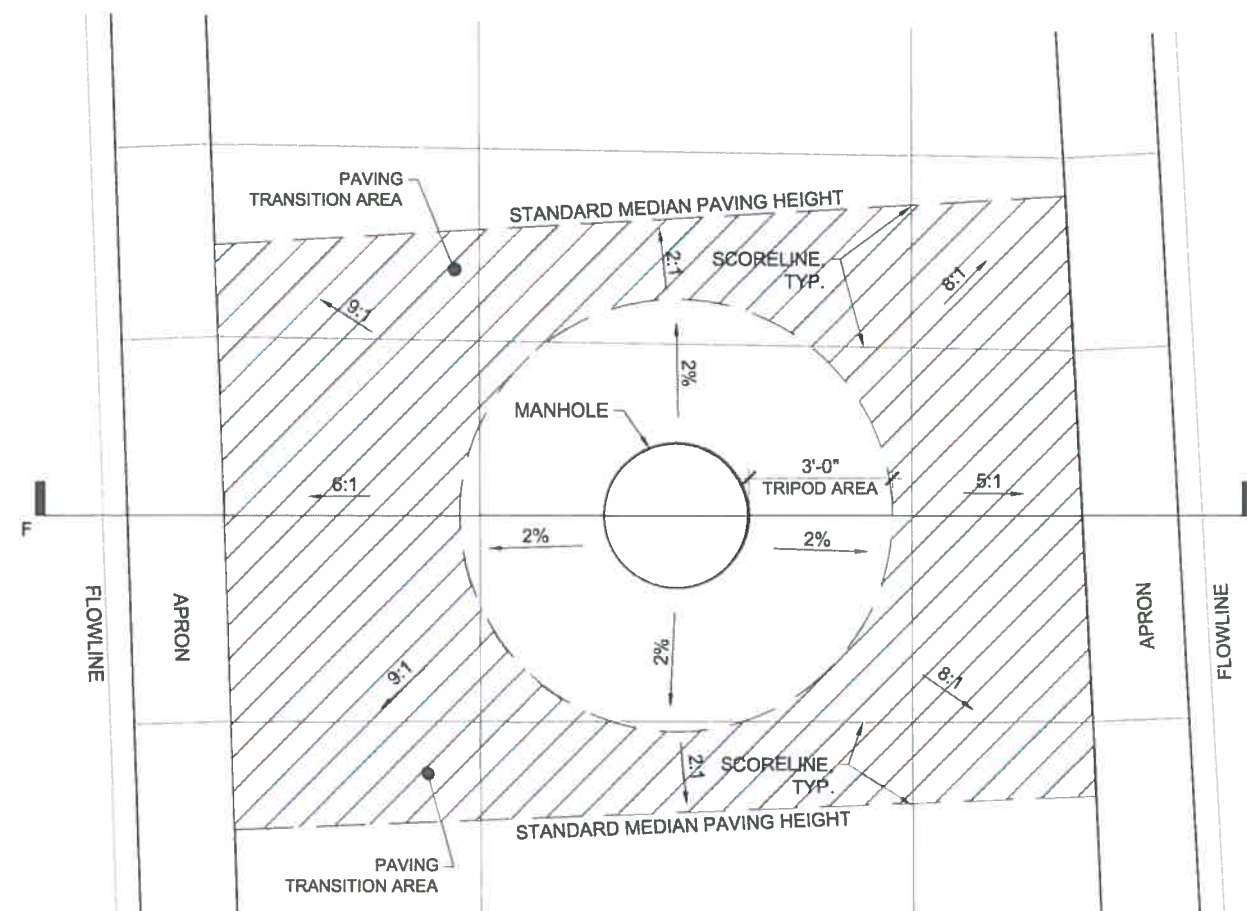 PAVING
TRANSITION AREA
STANDARD MEDIAN PAVING HEIGHT
2:1
SCORELINE,
TYP.
8:1
9:1
2%
MANHOLE
3'-0"
TRIPOD AREA
6:1
5:1
F
2%
2%
FLOWLINE
APRON
2%
APRON
FLOWLINE
9:1
8:1
2:1
SCORELINE,
TYP.
STANDARD MEDIAN PAVING HEIGHT
PAVING
TRANSITION AREA